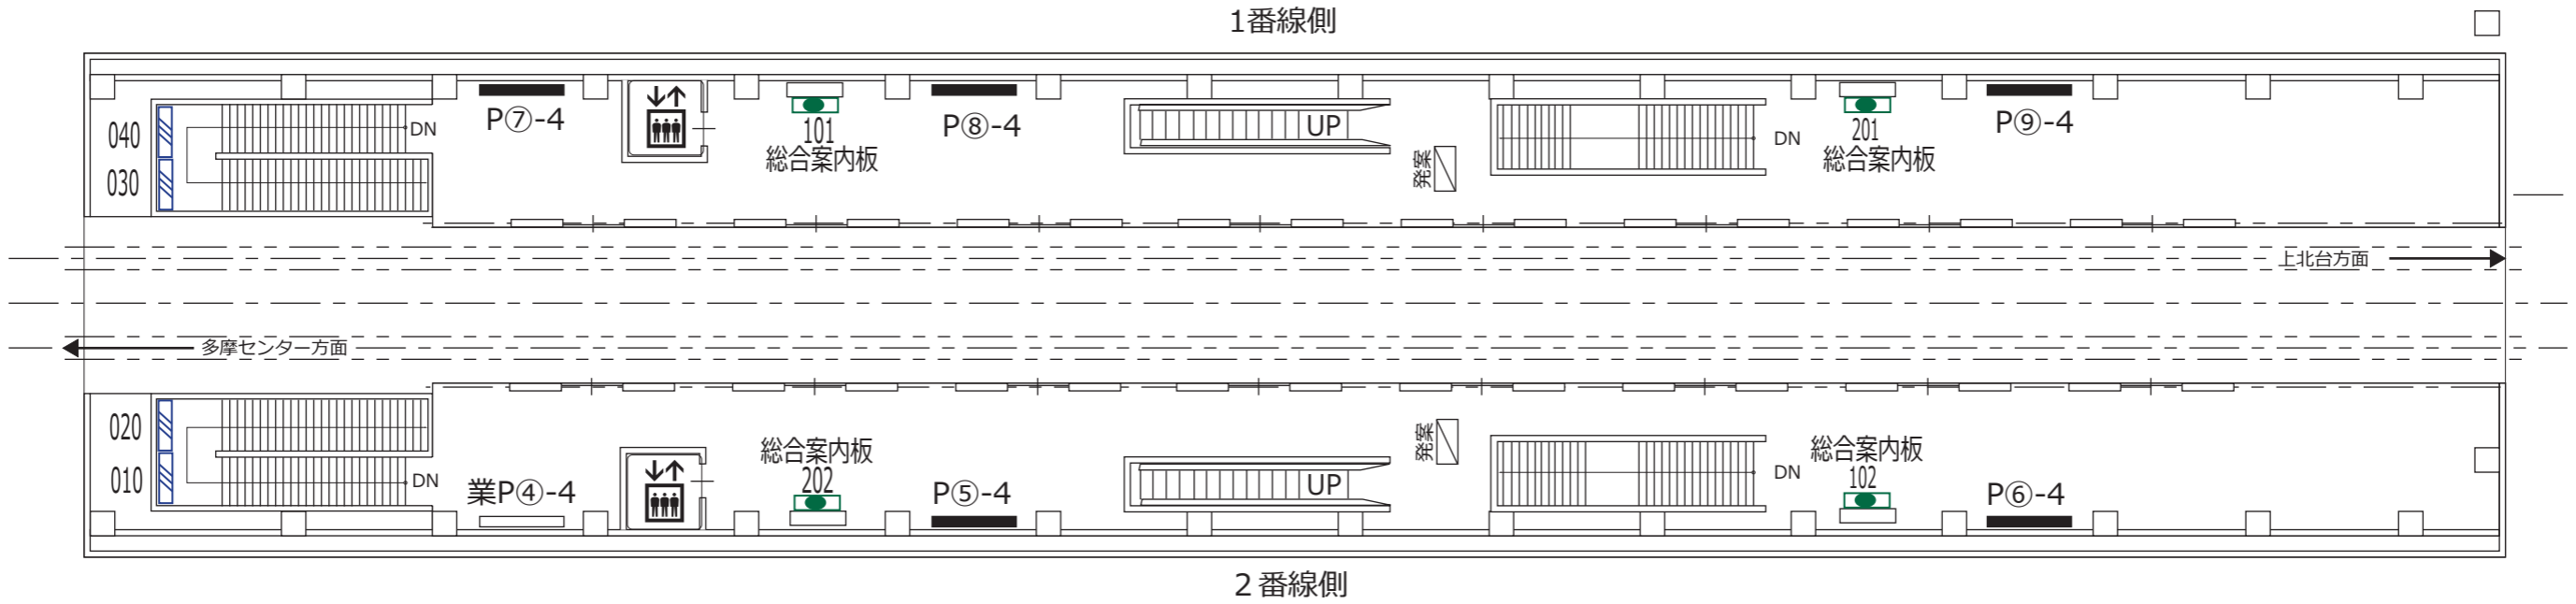 1番線側
040
030
DN
P⑦-4
101
総合案内板
P⑧-4
UP
発案
DN
201
総合案内板
P⑨-4
上北台方面
多摩センター方面
020
010
DN
業P④-4
総合案内板
202
P⑤-4
UP
発案
DN
総合案内板
102
P⑥-4
2番線側